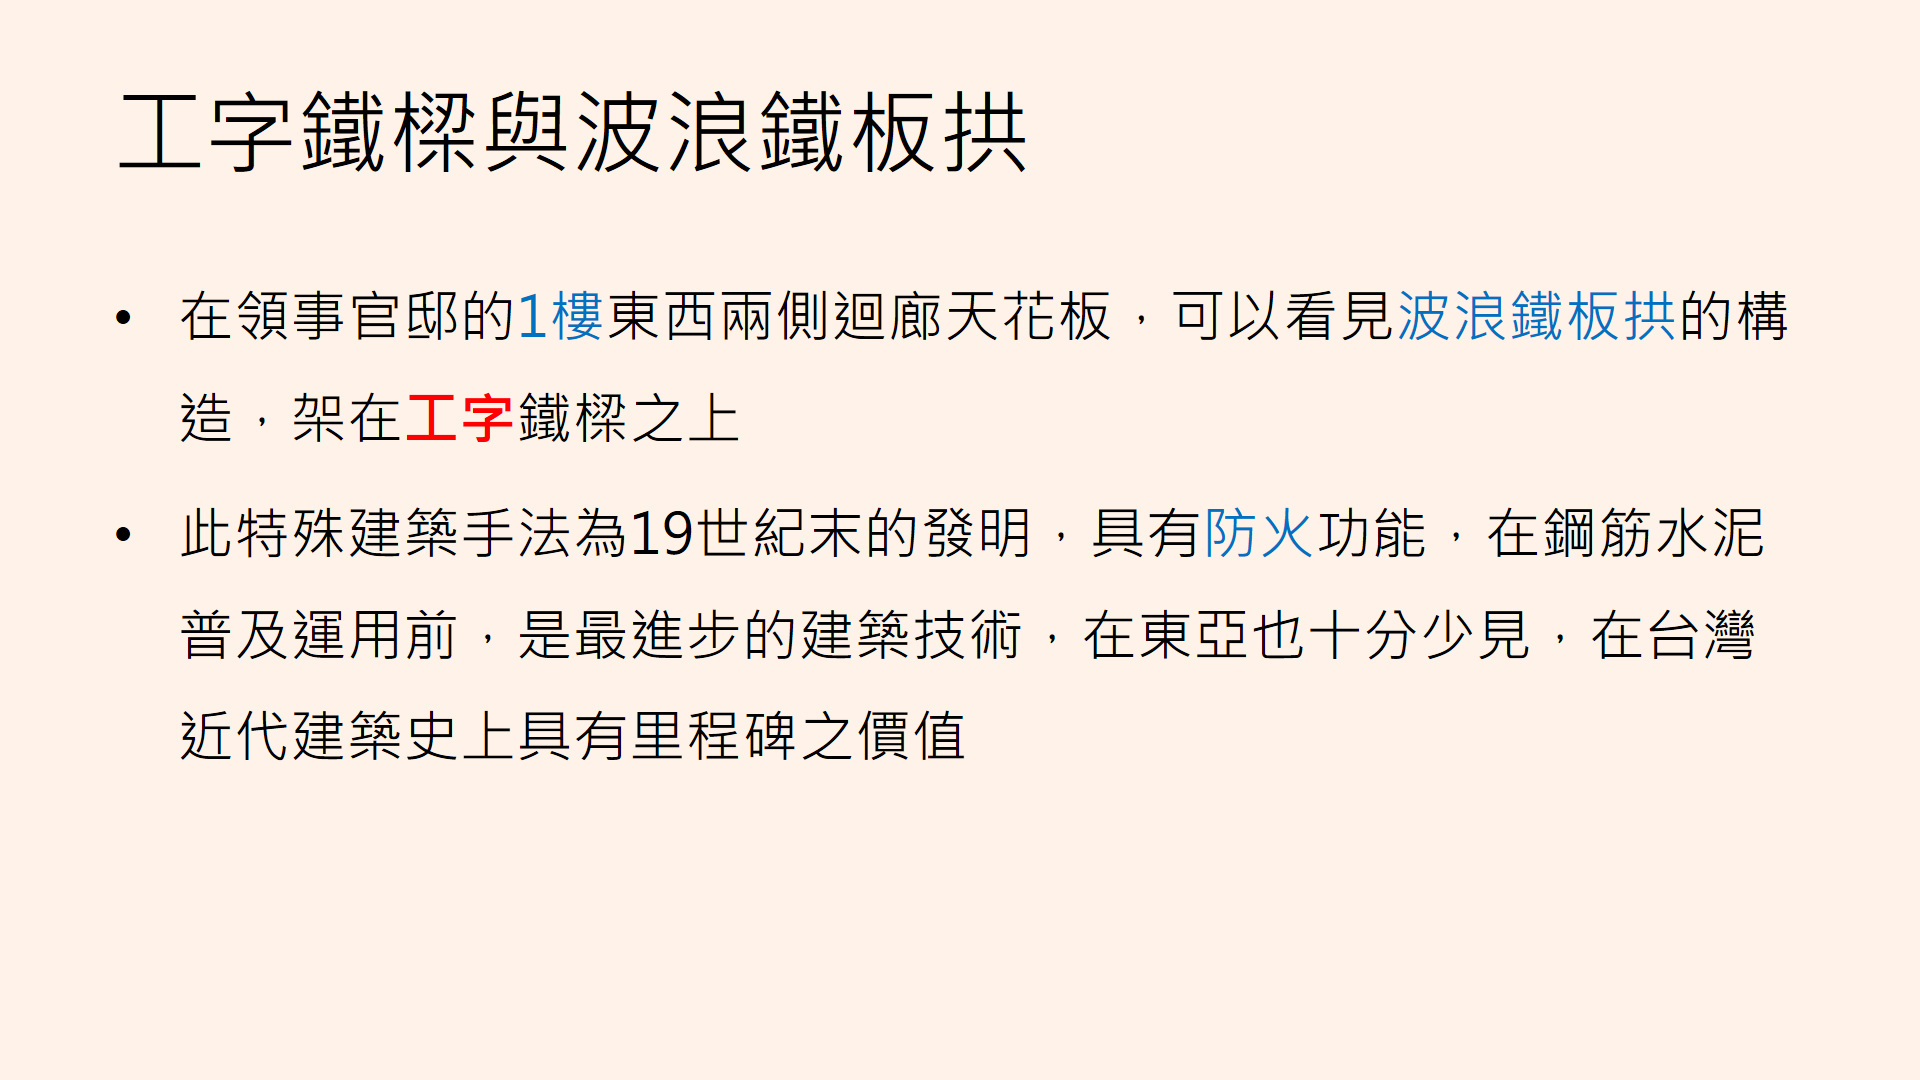 工字鐵樑與波浪鐵板拱
• 在領事官邸的1樓東西兩側迴廊天花板，可以看見波浪鐵板拱的構
造，架在工字鐵樑之上
• 此特殊建築手法為19世紀末的發明，具有防火功能，在鋼筋水泥
普及運用前，是最進步的建築技術，在東亞也十分少見，在台灣
近代建築史上具有里程碑之價值